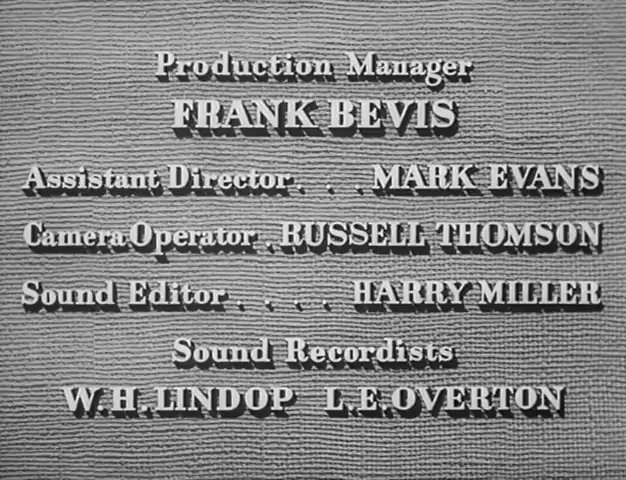 Production Manager
FRANK BEVIS
Assistant Director. . . MARK EVANS
Camera Operator . RUSSELL THOMSON
Sound Editor . . . . HARRY MILLER
Sound Recordists
W.H.LINDOP L.E.OVERTON